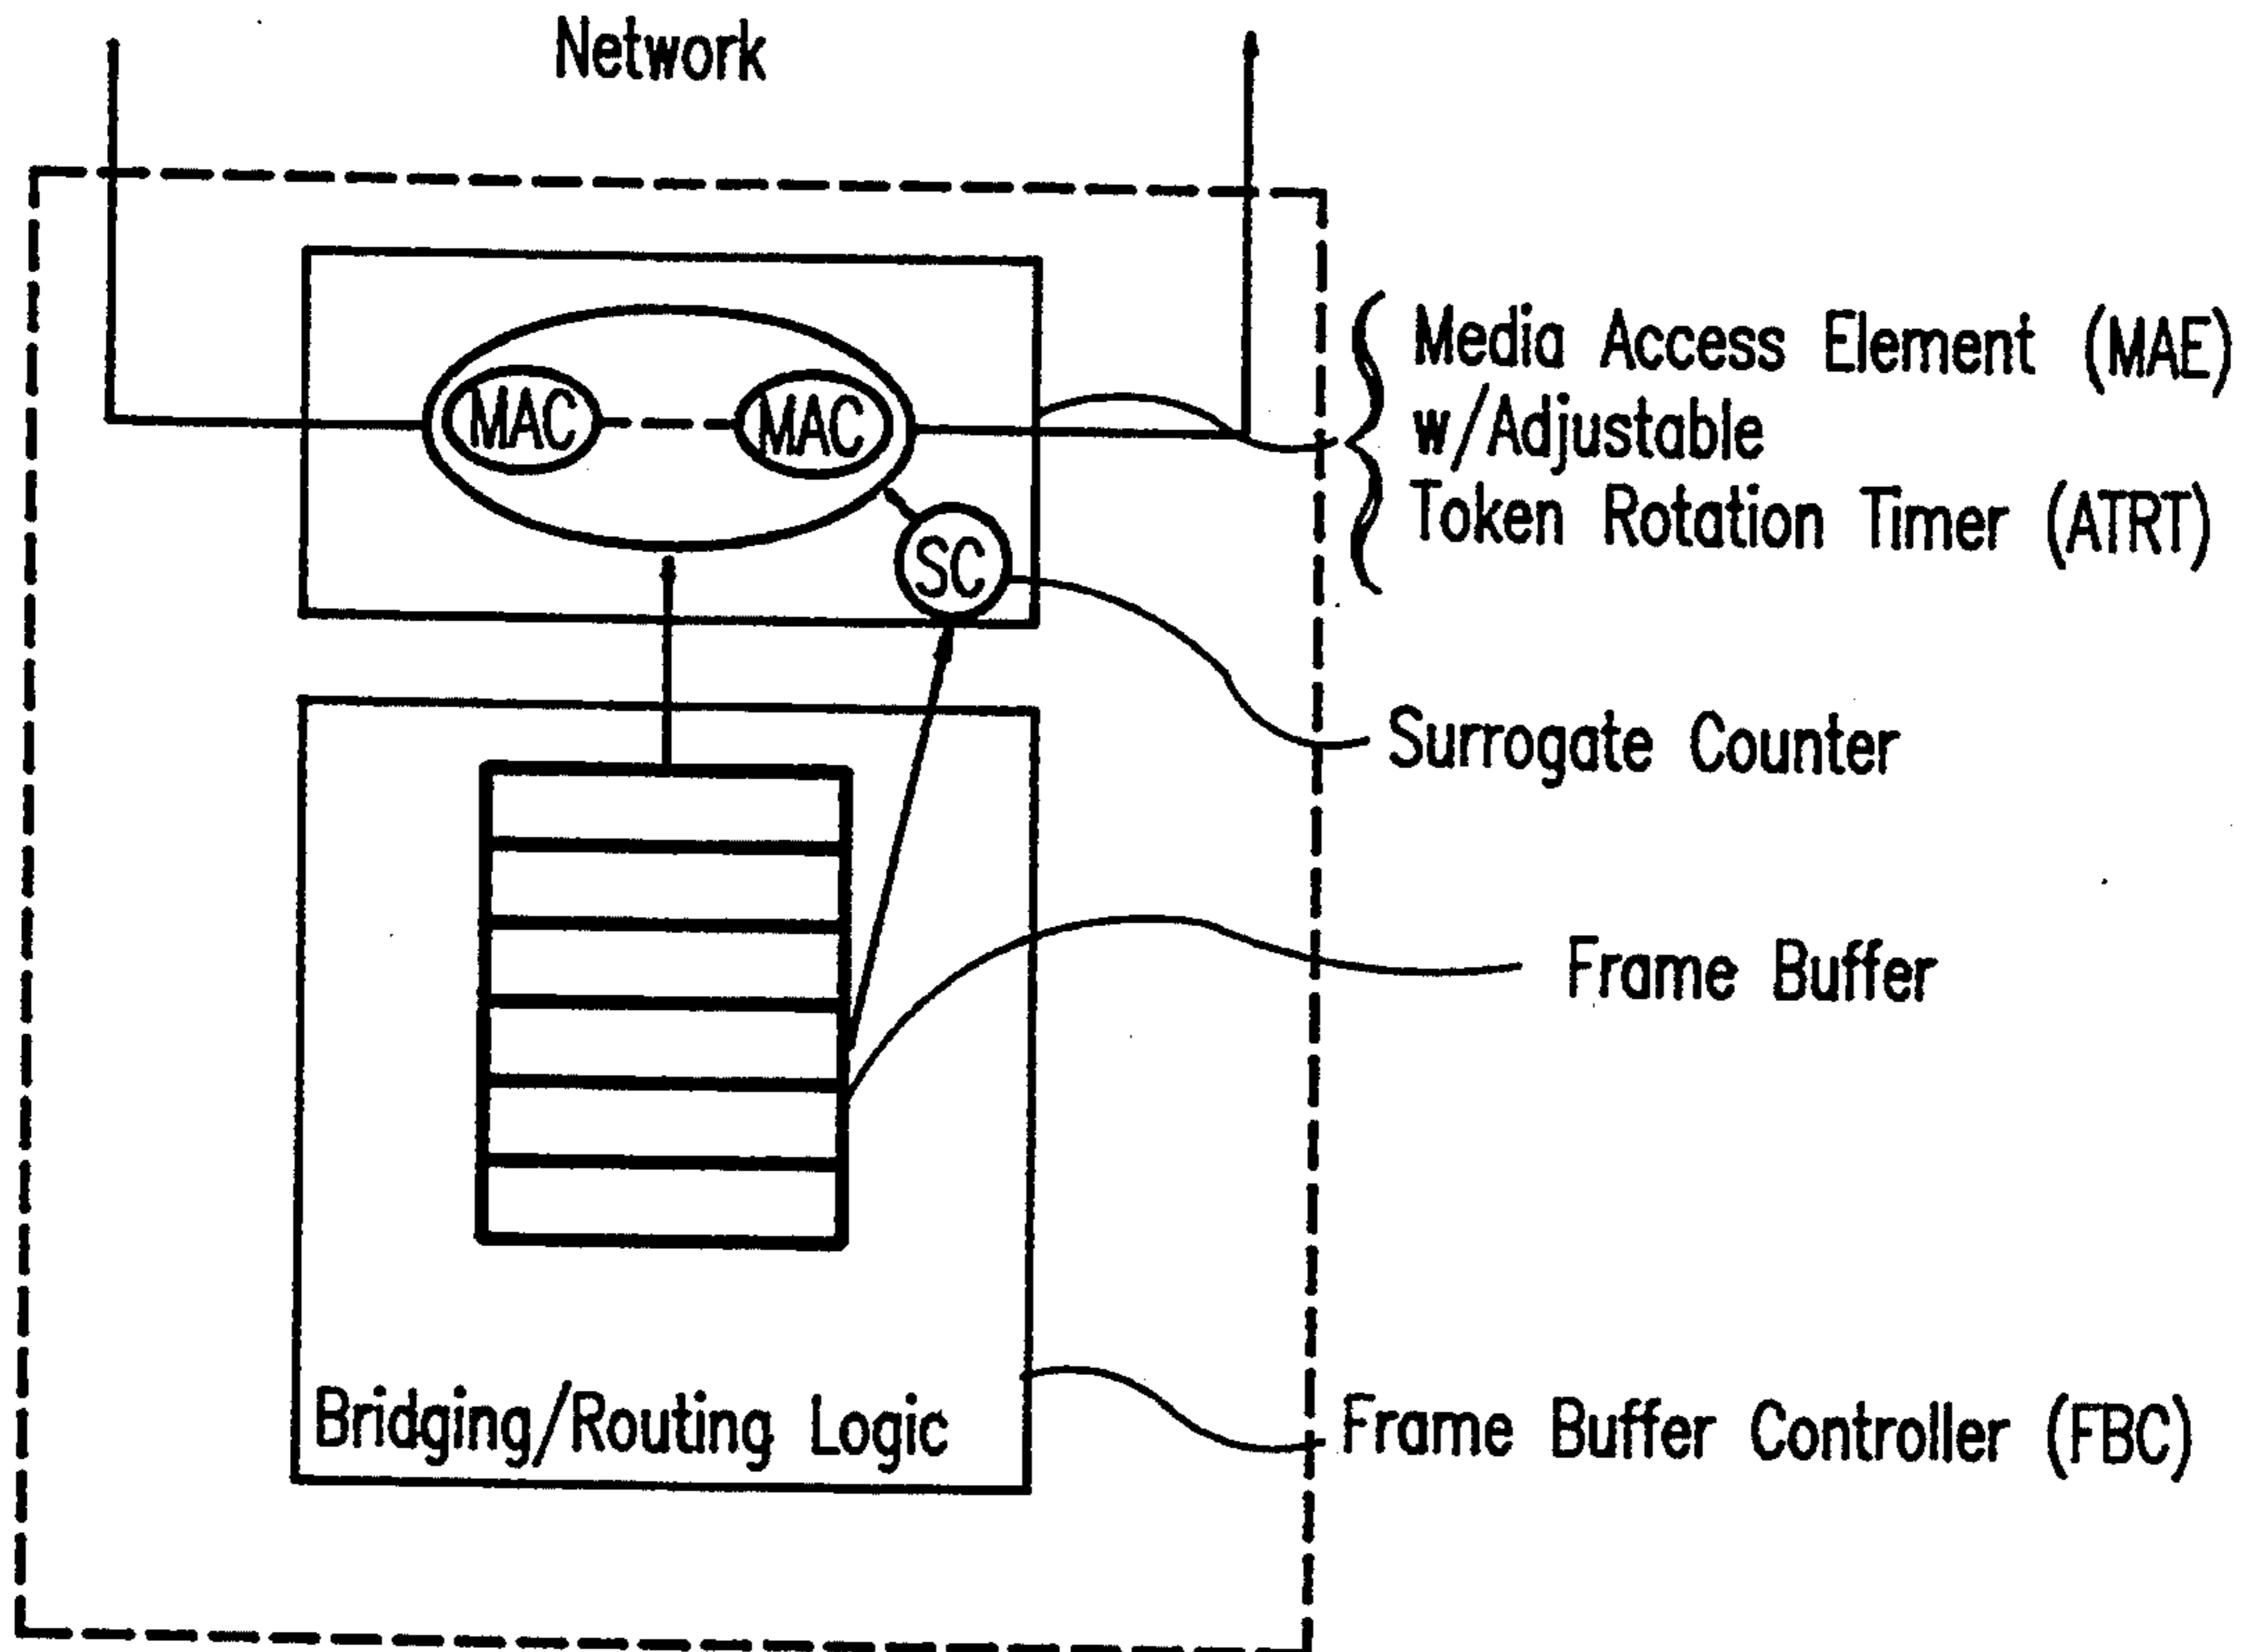 Network
MAC
MAC
SC
Media Access Element (MAE)
w/Adjustable
Token Rotation Timer (ATRT)
Surrogate Counter
Frame Buffer
Bridging/Routing Logic
Frame Buffer Controller (FBC)